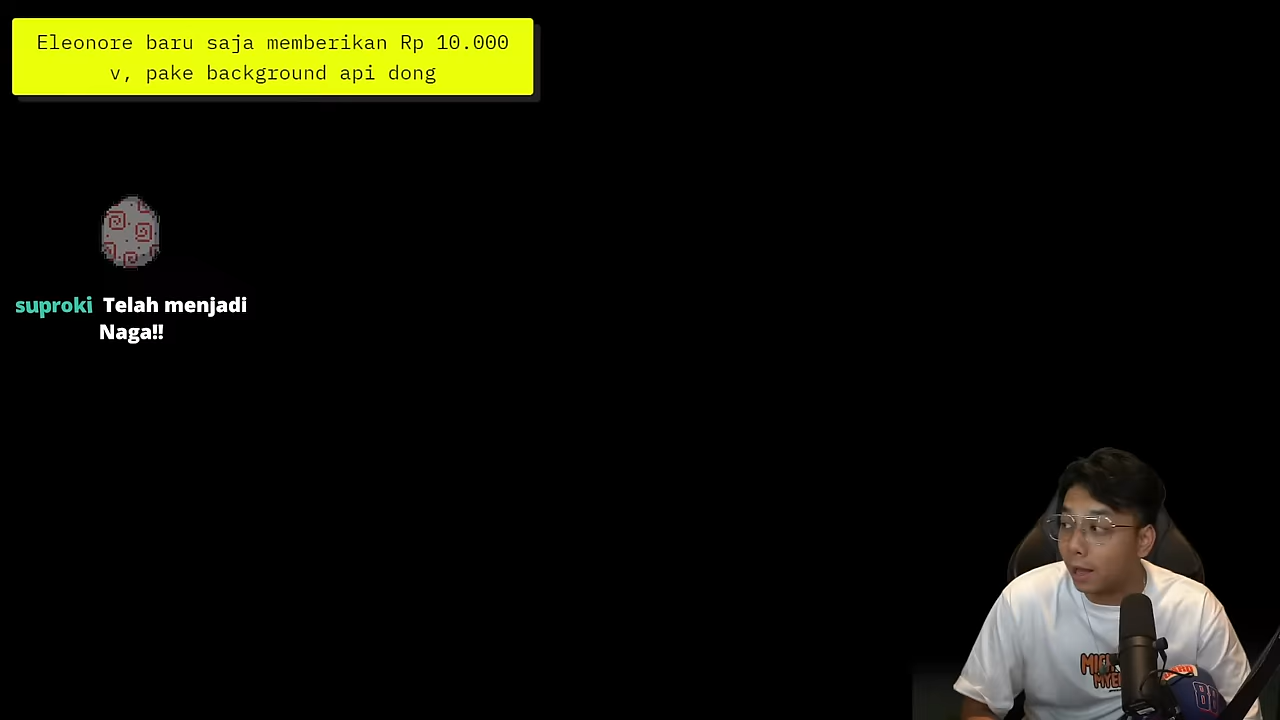 Eleonore baru saja memberikan Rp 10.000
v, pake background api dong
suproki Telah menjadi
Naga!!